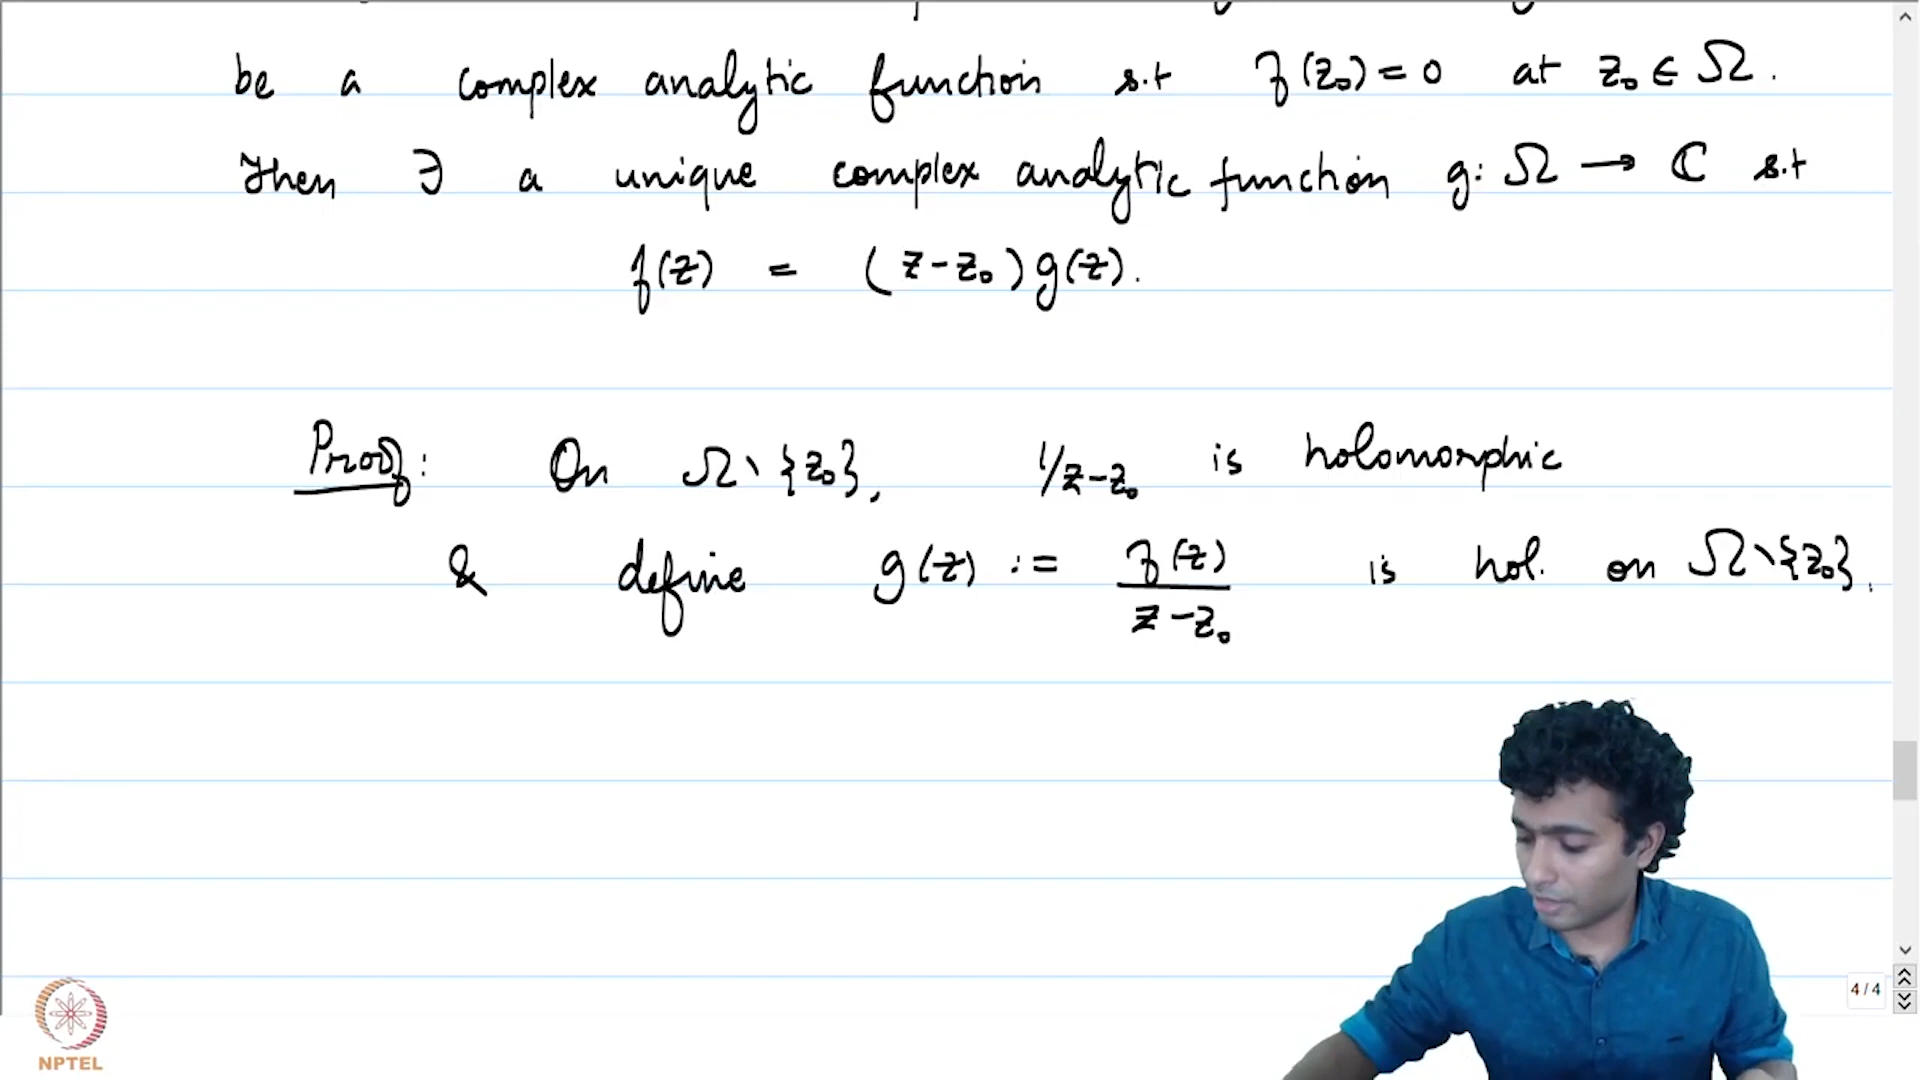 be a complex analytic function s.t f(z₀) = 0 at z₀ ∈ Ω.
Then ∃ a unique complex analytic function g: Ω → ℂ s.t
f(z) = (z-z₀) g(z).
Proof: On Ω \ {z₀}, 1/z-z₀ is holomorphic
& define g(z) := f(z)/z-z₀ is hol. on Ω \ {z₀}.
4 / 4
NPTEL